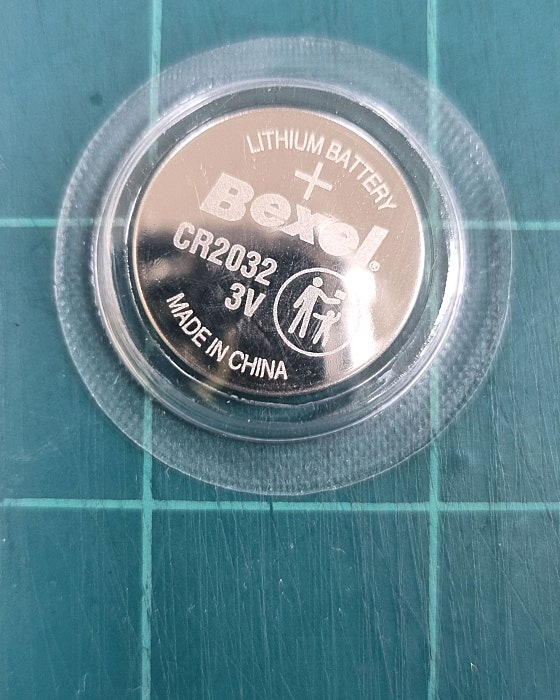 LITHIUM BATTERY
+
Bexel®
CR2032
3V
MADE IN CHINA